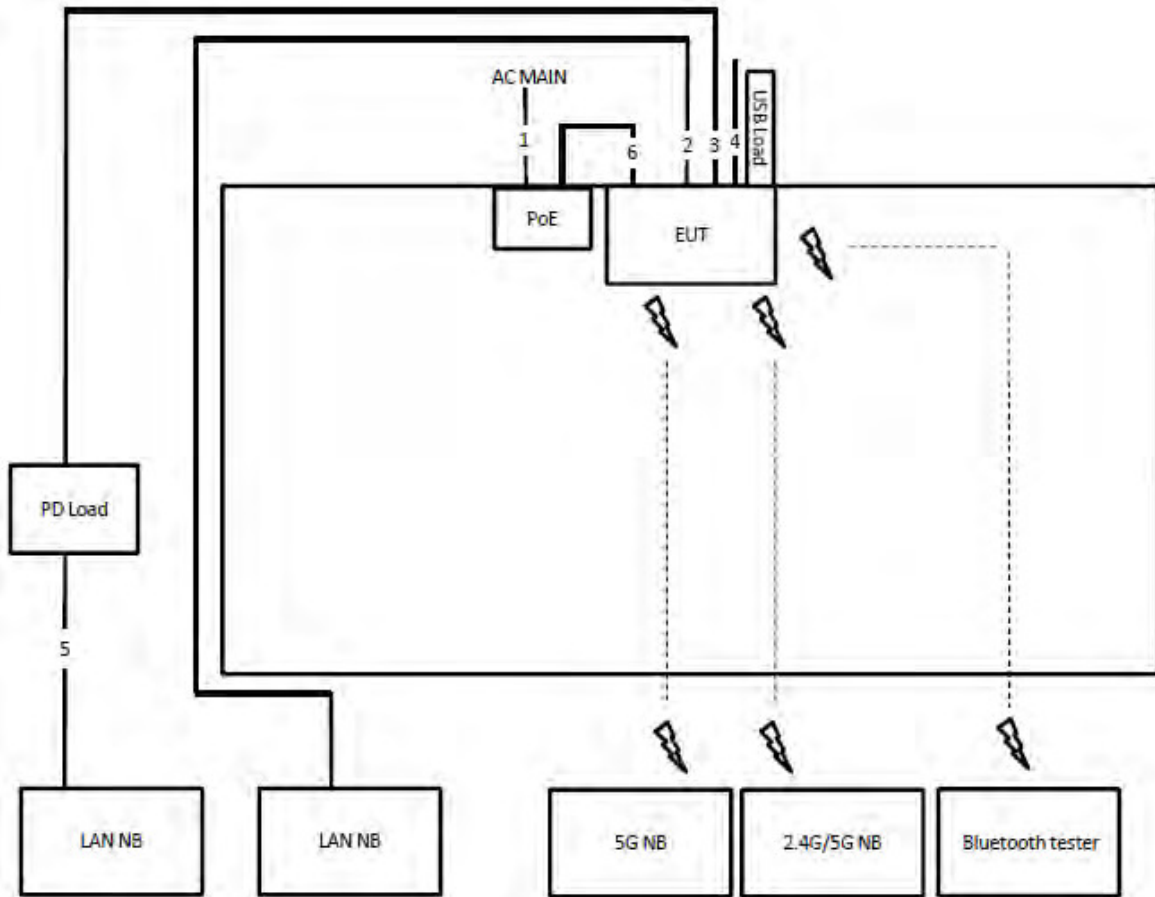 AC MAIN
USB Load
1
6
2
3
4
PoE
EUT
PD Load
5
LAN NB
LAN NB
5G NB
2.4G/5G NB
Bluetooth tester